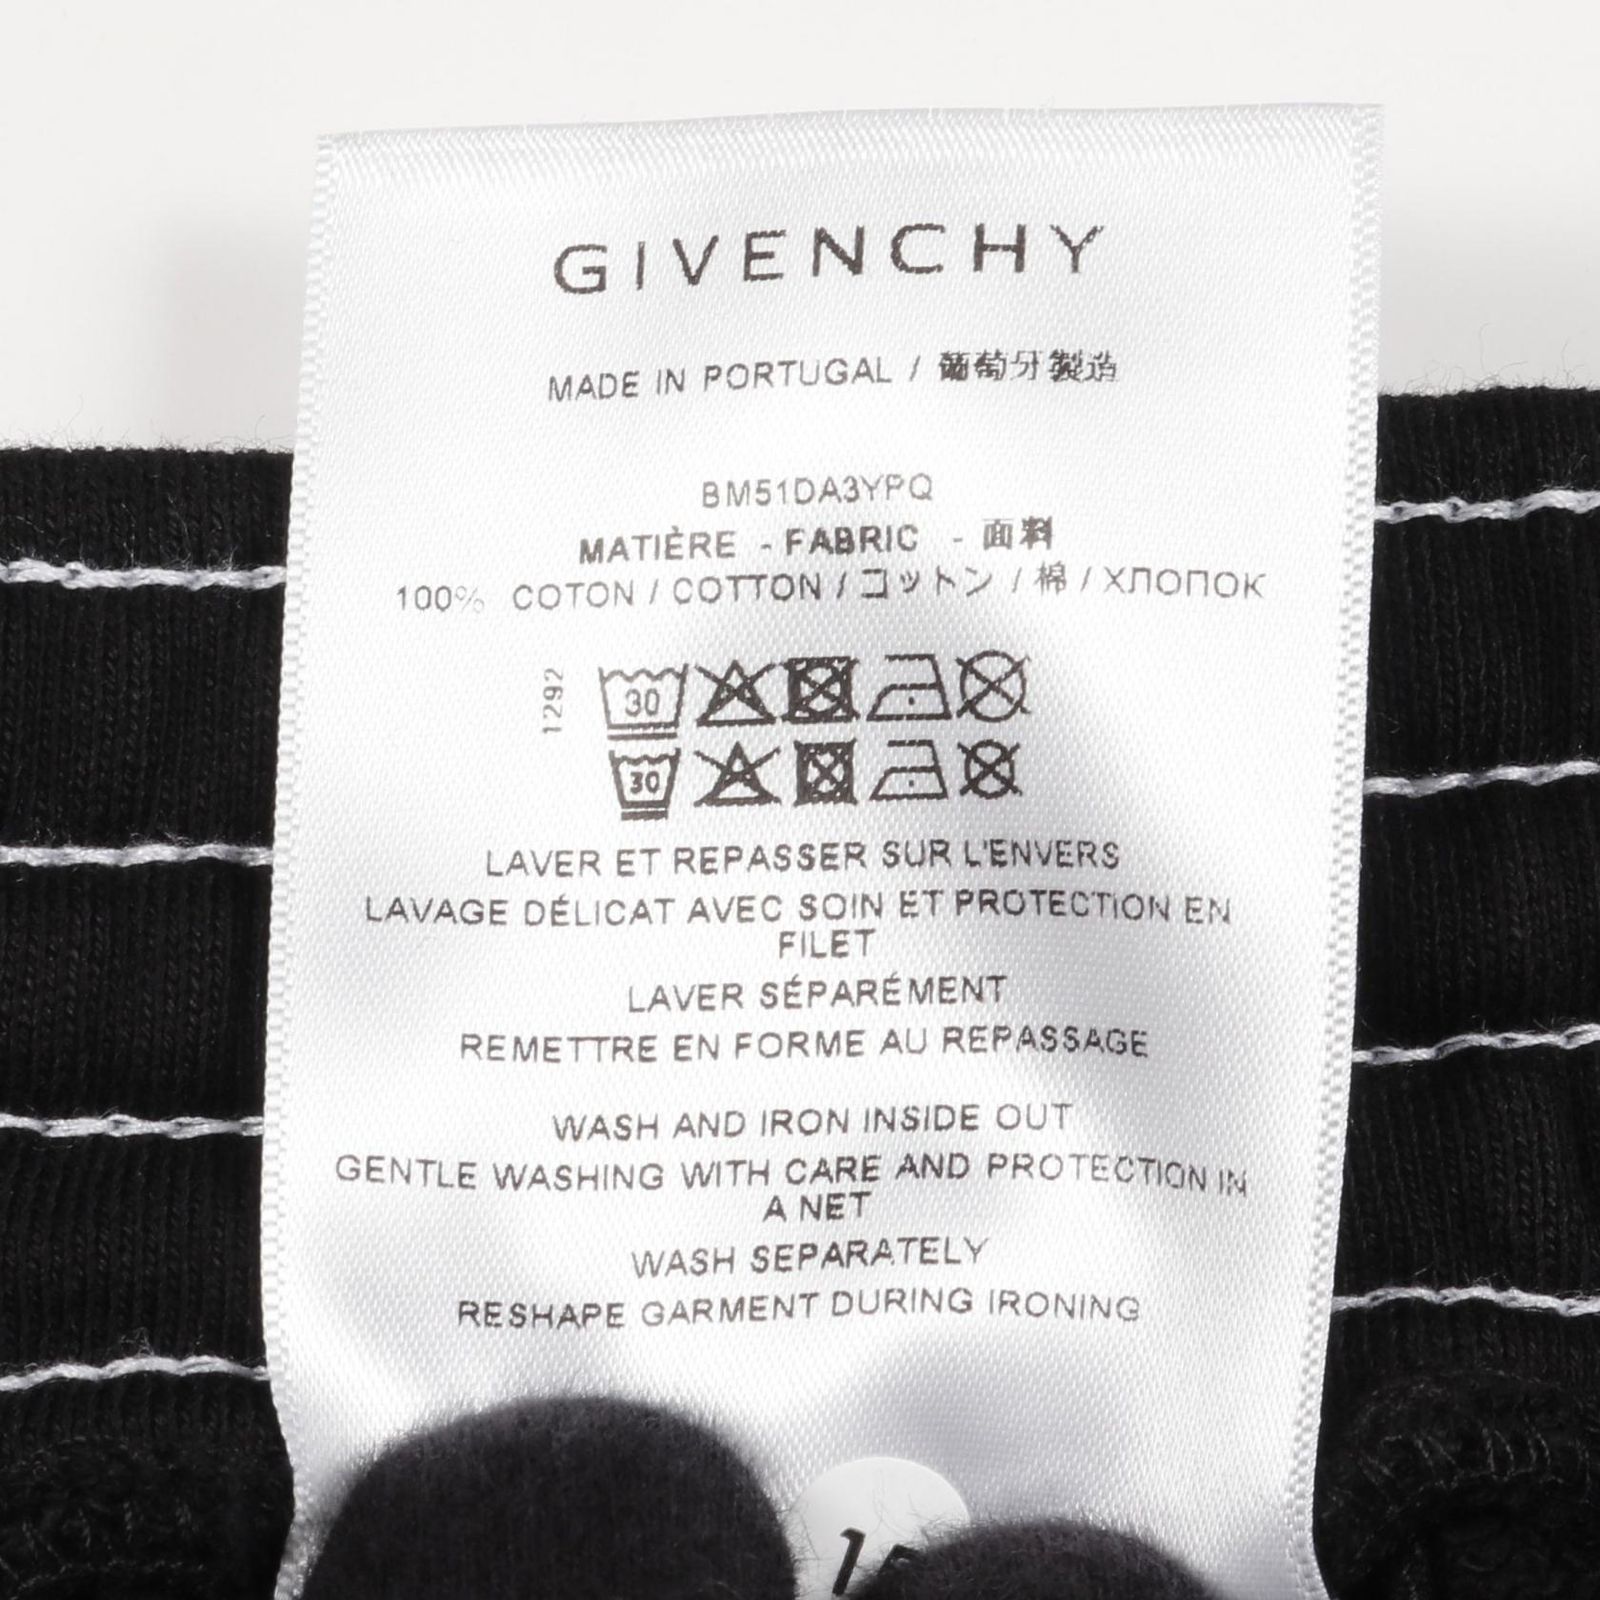 GIVENCHY
MADE IN PORTUGAL / 葡萄牙製造
BM51DA3YPQ
MATIÈRE - FABRIC - 面料
100% COTON / COTTON / コットン / 棉 / ХЛОПОК
1292
30
30
LAVER ET REPASSER SUR L'ENVERS
LAVAGE DÉLICAT AVEC SOIN ET PROTECTION EN
FILET
LAVER SÉPARÉMENT
REMETTRE EN FORME AU REPASSAGE
WASH AND IRON INSIDE OUT
GENTLE WASHING WITH CARE AND PROTECTION IN
A NET
WASH SEPARATELY
RESHAPE GARMENT DURING IRONING